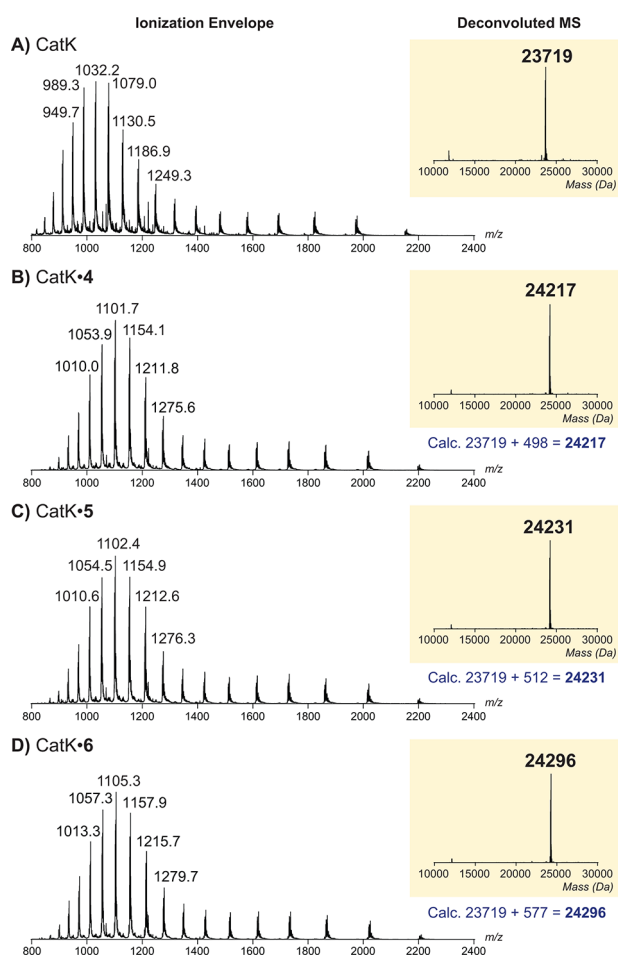 Ionization Envelope Deconvoluted MS
A) CatK
23719
1032.2
989.3 1079.0
949.7
1130.5
1186.9
1249.3
10000 15000 20000 25000 30000
Mass (Da)
800 1000 1200 1400 1600 1800 2000 2200 2400 m/z
B) CatK•4
24217
1101.7
1053.9 1154.1
1010.0 1211.8
1275.6
10000 15000 20000 25000 30000
Mass (Da)
Calc. 23719 + 498 = 24217
800 1000 1200 1400 1600 1800 2000 2200 2400 m/z
C) CatK•5
24231
1102.4
1054.5 1154.9
1010.6 1212.6
1276.3
10000 15000 20000 25000 30000
Mass (Da)
Calc. 23719 + 512 = 24231
800 1000 1200 1400 1600 1800 2000 2200 2400 m/z
D) CatK•6
24296
1105.3
1057.3 1157.9
1013.3 1215.7
1279.7
10000 15000 20000 25000 30000
Mass (Da)
Calc. 23719 + 577 = 24296
800 1000 1200 1400 1600 1800 2000 2200 2400 m/z